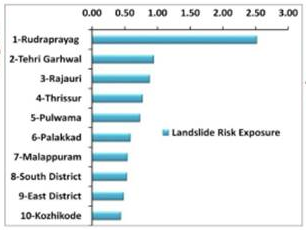 0.00 0.50 1.00 1.50 2.00 2.50 3.00
1-Rudraprayag
2-Tehri Garhwal
3-Rajauri
4-Thrissur
5-Pulwama
6-Palakkad
Landslide Risk Exposure
7-Malappuram
8-South District
9-East District
10-Kozhikode